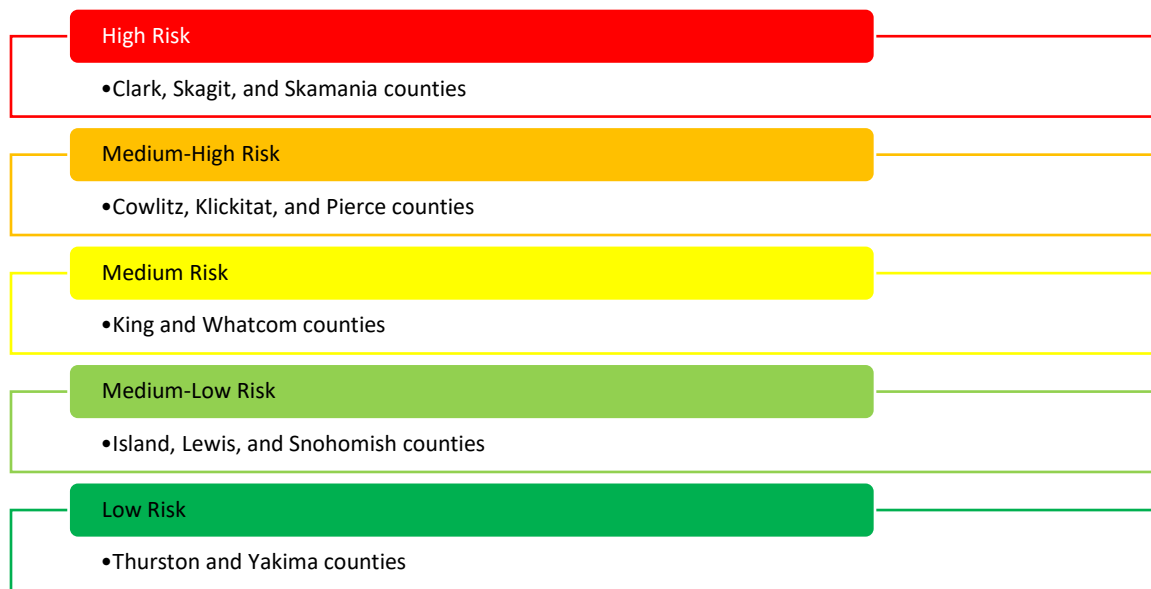 High Risk
•Clark, Skagit, and Skamania counties
Medium-High Risk
•Cowlitz, Klickitat, and Pierce counties
Medium Risk
•King and Whatcom counties
Medium-Low Risk
•Island, Lewis, and Snohomish counties
Low Risk
•Thurston and Yakima counties